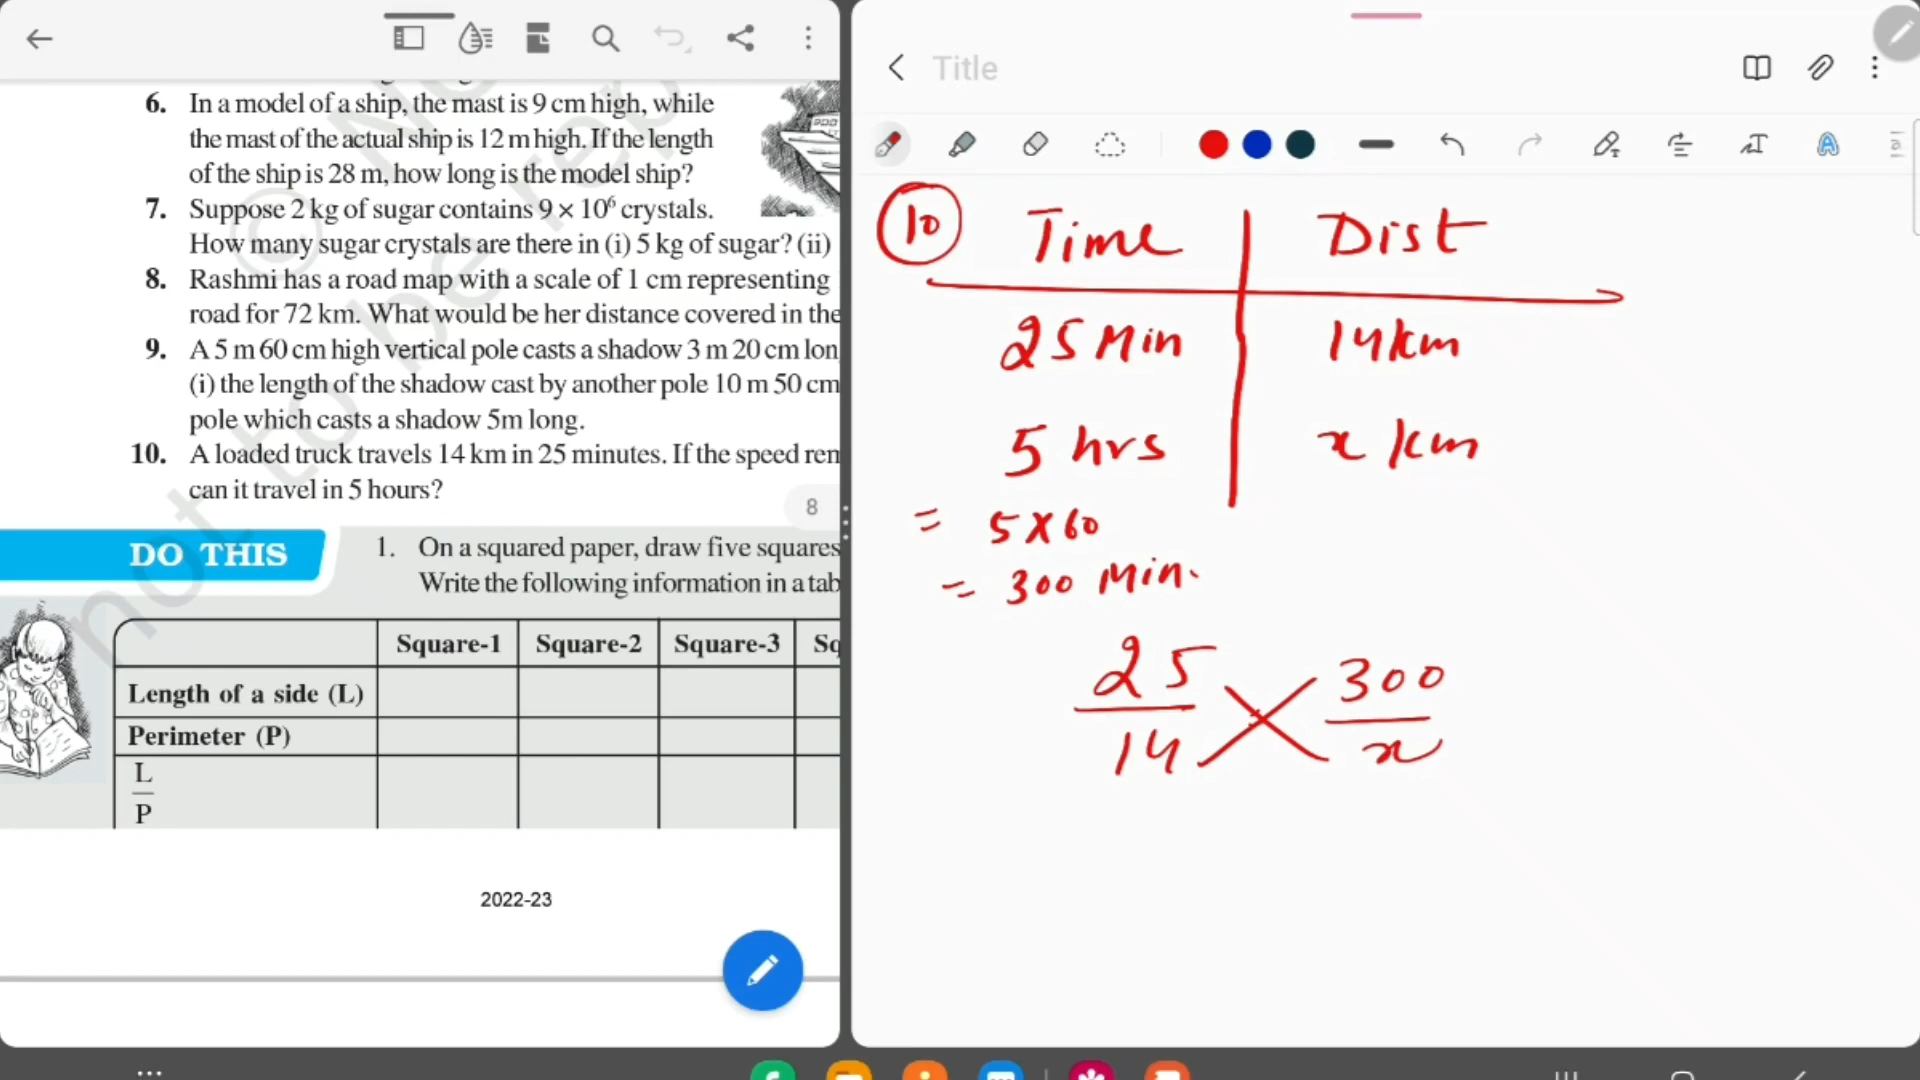 6. In a model of a ship, the mast is 9 cm high, while
the mast of the actual ship is 12 m high. If the length
of the ship is 28 m, how long is the model ship?
7. Suppose 2 kg of sugar contains 9 × 10⁶ crystals.
How many sugar crystals are there in (i) 5 kg of sugar? (ii)
8. Rashmi has a road map with a scale of 1 cm representing
road for 72 km. What would be her distance covered in the
9. A 5 m 60 cm high vertical pole casts a shadow 3 m 20 cm lon
(i) the length of the shadow cast by another pole 10 m 50 cm
pole which casts a shadow 5m long.
10. A loaded truck travels 14 km in 25 minutes. If the speed rem
can it travel in 5 hours?
8
DO THIS
1. On a squared paper, draw five squares
Write the following information in a tab
Square-1 Square-2 Square-3 Sq
Length of a side (L)
Perimeter (P)
L
P
2022-23
not to be rep
Title
10 Time Dist
25 Min 14 km
5 hrs x km
= 5 x 60
= 300 Min.
25 300
14 x